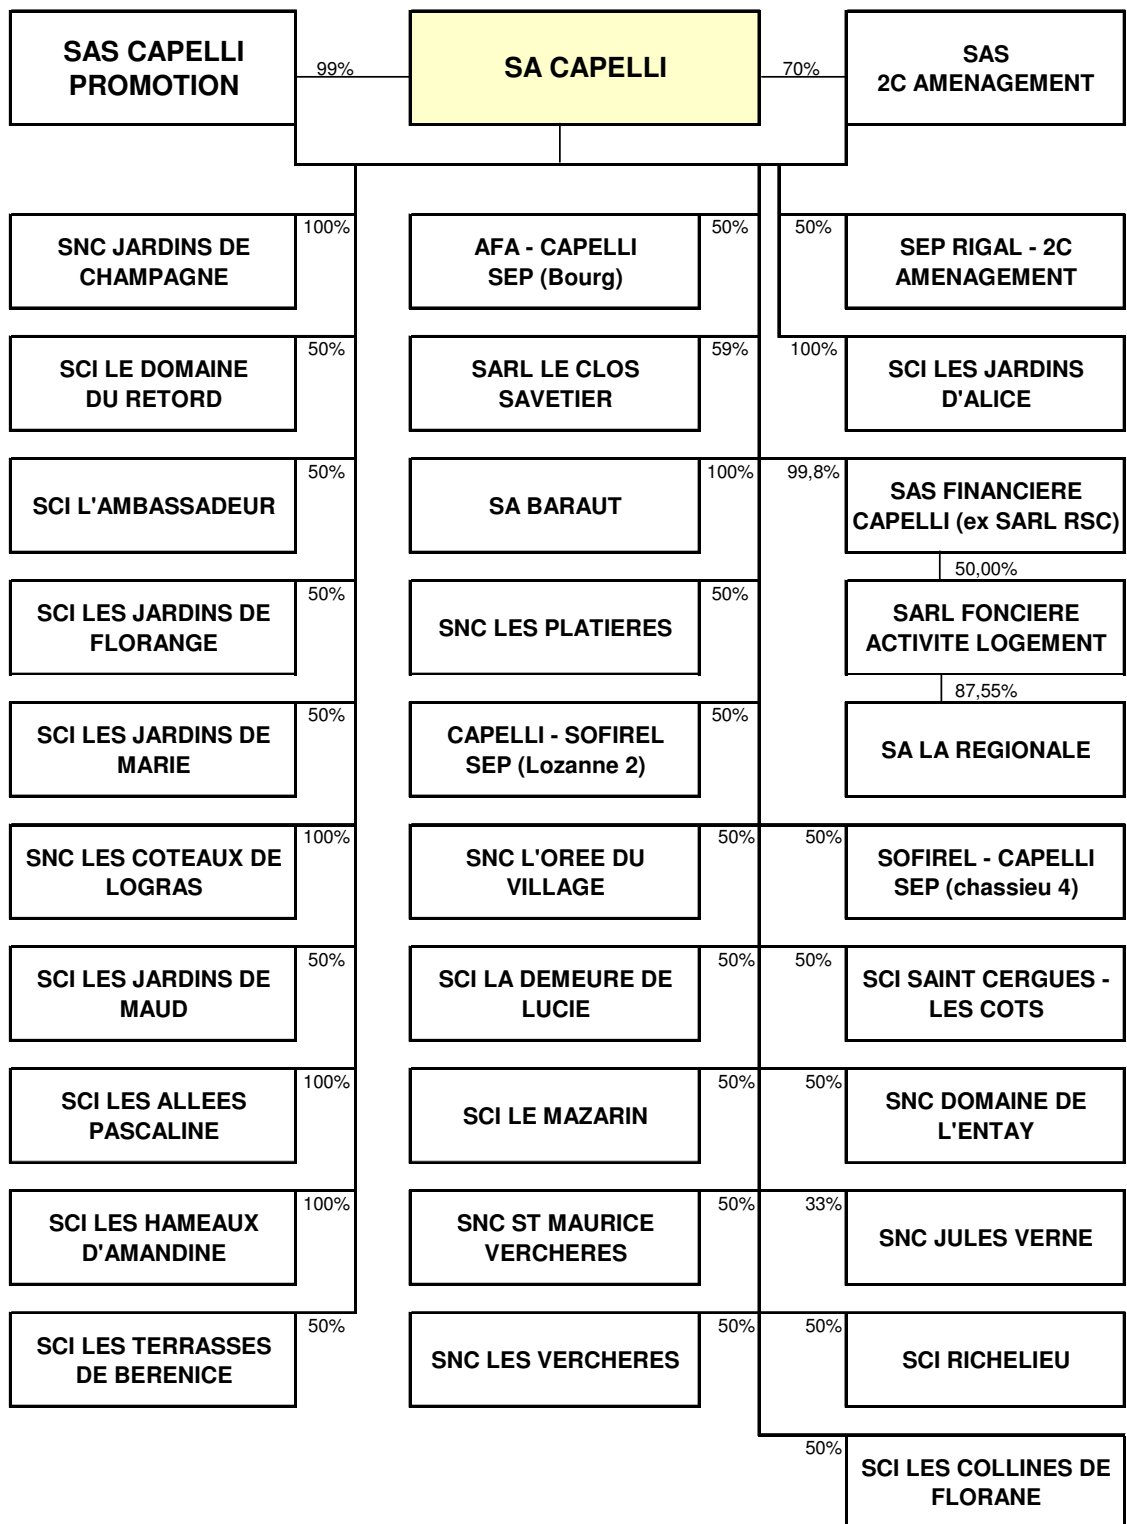 SAS CAPELLI
PROMOTION
99%
SA CAPELLI
70%
SAS
2C AMENAGEMENT
SNC JARDINS DE
CHAMPAGNE
100%
AFA - CAPELLI
SEP (Bourg)
50%
50%
SEP RIGAL - 2C
AMENAGEMENT
SCI LE DOMAINE
DU RETORD
50%
SARL LE CLOS
SAVETIER
59%
100%
SCI LES JARDINS
D'ALICE
SCI L'AMBASSADEUR
50%
SA BARAUT
100%
99,8%
SAS FINANCIERE
CAPELLI (ex SARL RSC)
50,00%
SCI LES JARDINS DE
FLORANGE
50%
SNC LES PLATIERES
50%
SARL FONCIERE
ACTIVITE LOGEMENT
87,55%
SCI LES JARDINS DE
MARIE
50%
CAPELLI - SOFIREL
SEP (Lozanne 2)
50%
SA LA REGIONALE
SNC LES COTEAUX DE
LOGRAS
100%
SNC L'OREE DU
VILLAGE
50%
50%
SOFIREL - CAPELLI
SEP (chassieu 4)
SCI LES JARDINS DE
MAUD
50%
SCI LA DEMEURE DE
LUCIE
50%
50%
SCI SAINT CERGUES -
LES COTS
SCI LES ALLEES
PASCALINE
100%
SCI LE MAZARIN
50%
50%
SNC DOMAINE DE
L'ENTAY
SCI LES HAMEAUX
D'AMANDINE
100%
SNC ST MAURICE
VERCHERES
50%
33%
SNC JULES VERNE
SCI LES TERRASSES
DE BERENICE
50%
SNC LES VERCHERES
50%
50%
SCI RICHELIEU
50%
SCI LES COLLINES DE
FLORANE